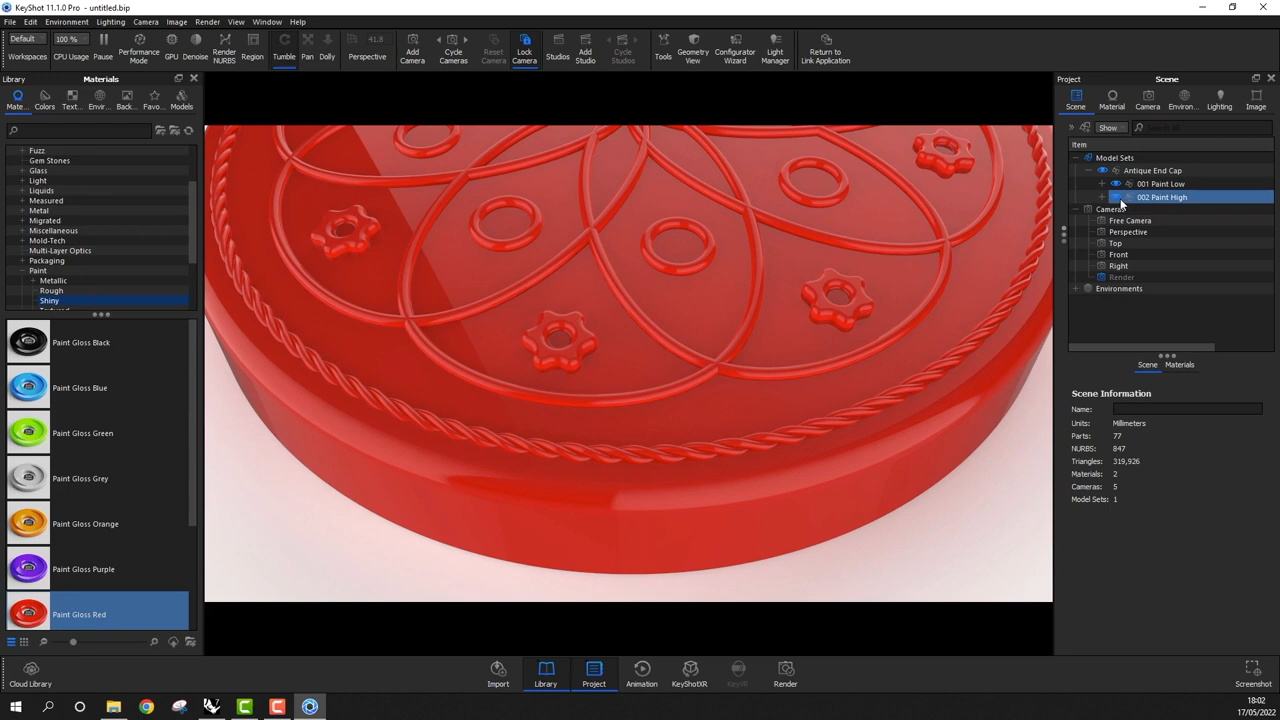 KeyShot 11.1.0 Pro - untitled.bip
File Edit Environment Lighting Camera Image Render View Window Help
Default 100 % 41.8
Workspaces CPU Usage Pause Performance Mode GPU Denoise Render NURBS Region Tumble Pan Dolly Perspective Add Camera Cycle Cameras Reset Camera Lock Camera Studios Add Studio Cycle Studios Tools Geometry View Configurator Wizard Light Manager Return to Link Application
Library Materials
Mate... Colors Text... Envir... Back... Favo... Models
Fuzz
Gem Stones
Glass
Light
Liquids
Measured
Metal
Migrated
Miscellaneous
Mold-Tech
Multi-Layer Optics
Packaging
Paint
Metallic
Rough
Shiny
Paint Gloss Black
Paint Gloss Blue
Paint Gloss Green
Paint Gloss Grey
Paint Gloss Orange
Paint Gloss Purple
Paint Gloss Red
Project Scene
Scene Material Camera Environ... Lighting Image
Show
Item
Model Sets
Antique End Cap
001 Paint Low
002 Paint High
Cameras
Free Camera
Perspective
Top
Front
Right
Render
Environments
Scene Materials
Scene Information
Name:
Units: Millimeters
Parts: 77
NURBS: 847
Triangles: 319,926
Materials: 2
Cameras: 5
Model Sets: 1
Cloud Library Import Library Project Animation KeyShotXR KeyVR Render Screenshot
18:02
17/05/2022